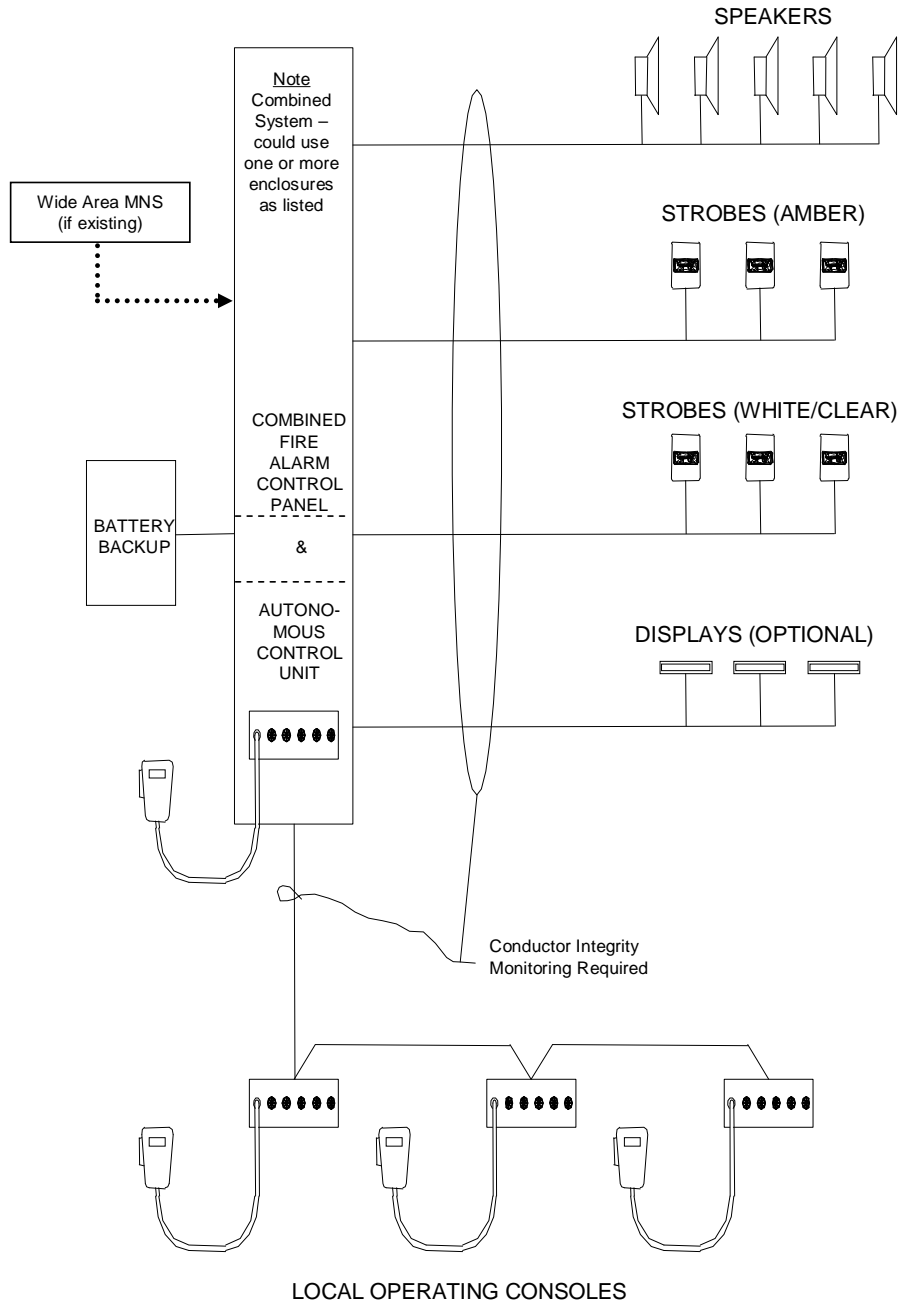 SPEAKERS
Note
Combined
System –
could use
one or more
enclosures
as listed
Wide Area MNS
(if existing)
STROBES (AMBER)
STROBES (WHITE/CLEAR)
COMBINED
FIRE
ALARM
CONTROL
PANEL
BATTERY
BACKUP
&
AUTONO-
MOUS
CONTROL
UNIT
DISPLAYS (OPTIONAL)
Conductor Integrity
Monitoring Required
LOCAL OPERATING CONSOLES